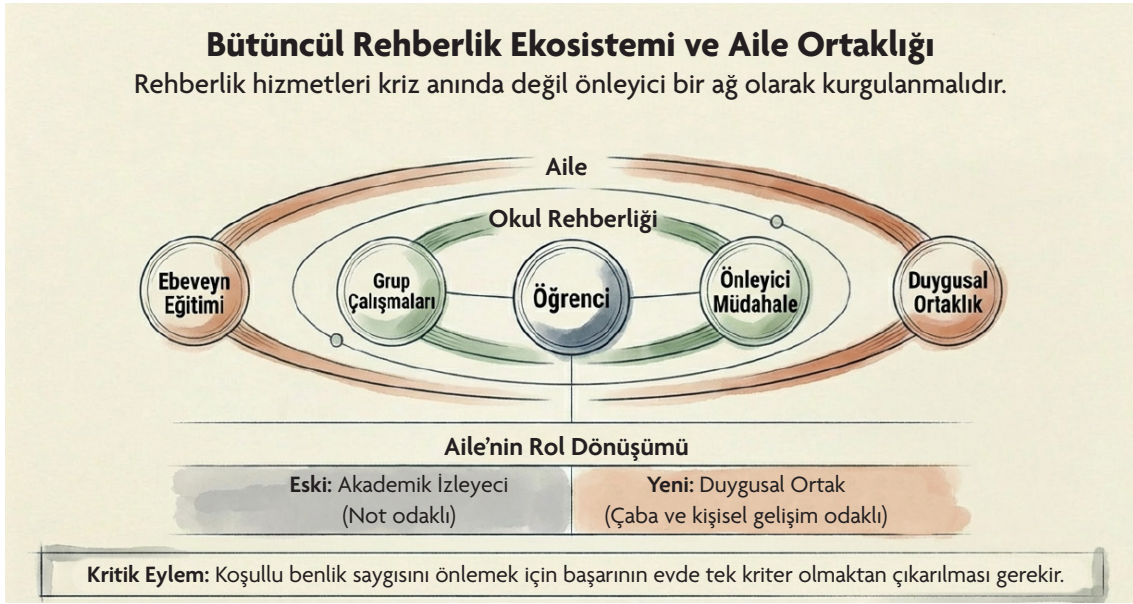 Bütüncül Rehberlik Ekosistemi ve Aile Ortaklığı
Rehberlik hizmetleri kriz anında değil önleyici bir ağ olarak kurgulanmalıdır.
Aile
Okul Rehberliği
Ebeveyn
Eğitimi
Grup
Çalışmaları
Öğrenci
Önleyici
Müdahale
Duygusal
Ortaklık
Aile'nin Rol Dönüşümü
Eski: Akademik İzleyeci
(Not odaklı)
Yeni: Duygusal Ortak
(Çaba ve kişisel gelişim odaklı)
Kritik Eylem: Koşullu benlik saygısını önlemek için başarının evde tek kriter olmaktan çıkarılması gerekir.